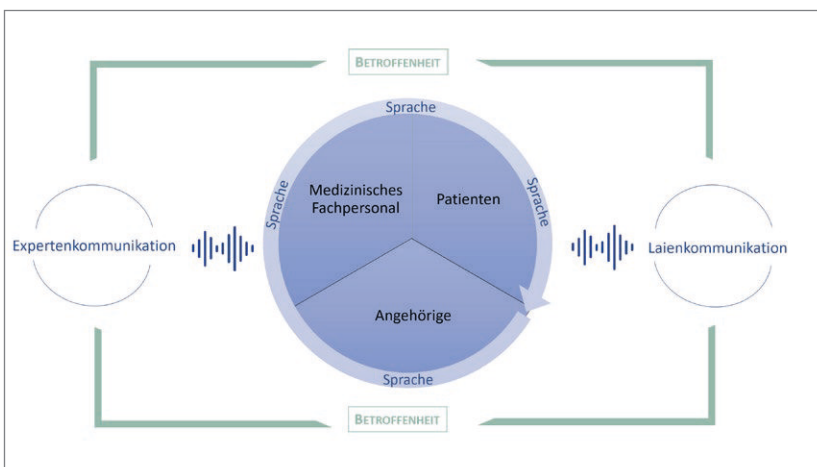 BETROFFENHEIT
Sprache
Medizinisches
Fachpersonal
Patienten
Sprache
Sprache
Expertenkommunikation
Laienkommunikation
Angehörige
Sprache
BETROFFENHEIT